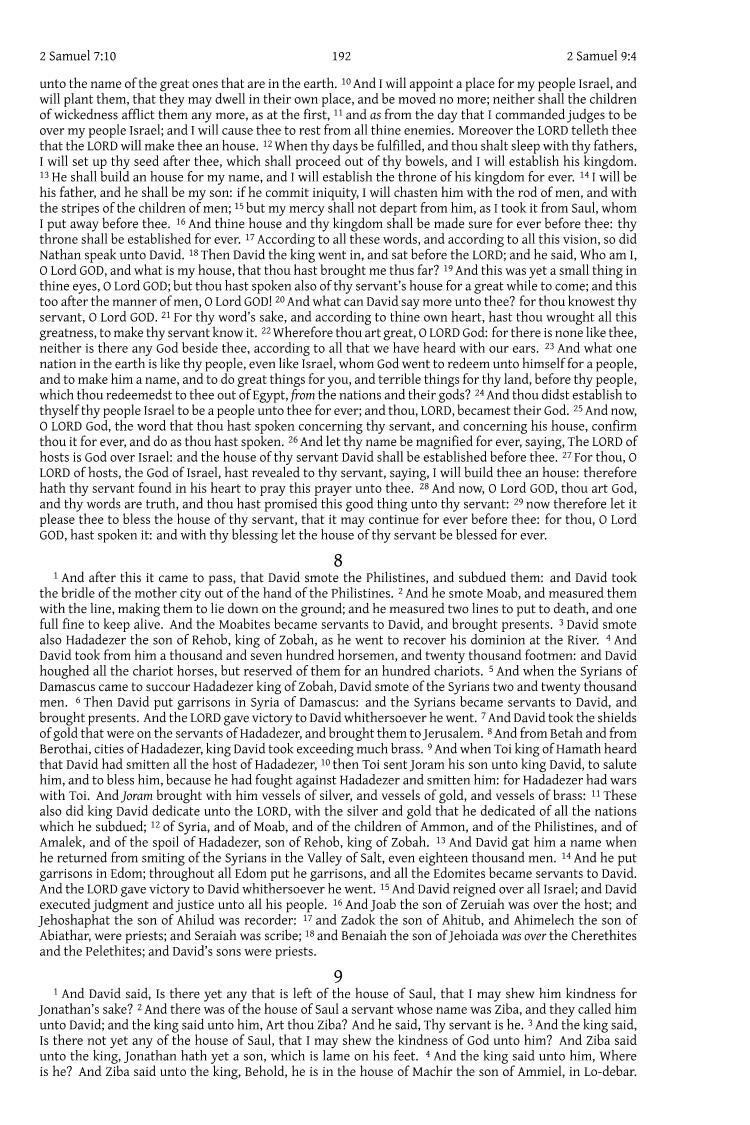 2 Samuel 7:10 192 2 Samuel 9:4
unto the name of the great ones that are in the earth. 10 And I will appoint a place for my people Israel, and
will plant them, that they may dwell in their own place, and be moved no more; neither shall the children
of wickedness afflict them any more, as at the first, 11 and as from the day that I commanded judges to be
over my people Israel; and I will cause thee to rest from all thine enemies. Moreover the LORD telleth thee
that the LORD will make thee an house. 12 When thy days be fulfilled, and thou shalt sleep with thy fathers,
I will set up thy seed after thee, which shall proceed out of thy bowels, and I will establish his kingdom.
13 He shall build an house for my name, and I will establish the throne of his kingdom for ever. 14 I will be
his father, and he shall be my son: if he commit iniquity, I will chasten him with the rod of men, and with
the stripes of the children of men; 15 but my mercy shall not depart from him, as I took it from Saul, whom
I put away before thee. 16 And thine house and thy kingdom shall be made sure for ever before thee: thy
throne shall be established for ever. 17 According to all these words, and according to all this vision, so did
Nathan speak unto David. 18 Then David the king went in, and sat before the LORD; and he said, Who am I,
O Lord GOD, and what is my house, that thou hast brought me thus far? 19 And this was yet a small thing in
thine eyes, O Lord GOD; but thou hast spoken also of thy servant's house for a great while to come; and this
too after the manner of men, O Lord GOD! 20 And what can David say more unto thee? for thou knowest thy
servant, O Lord GOD. 21 For thy word's sake, and according to thine own heart, hast thou wrought all this
greatness, to make thy servant know it. 22 Wherefore thou art great, O LORD God: for there is none like thee,
neither is there any God beside thee, according to all that we have heard with our ears. 23 And what one
nation in the earth is like thy people, even like Israel, whom God went to redeem unto himself for a people,
and to make him a name, and to do great things for you, and terrible things for thy land, before thy people,
which thou redeemedst to thee out of Egypt, from the nations and their gods? 24 And thou didst establish to
thyself thy people Israel to be a people unto thee for ever; and thou, LORD, becamest their God. 25 And now,
O LORD God, the word that thou hast spoken concerning thy servant, and concerning his house, confirm
thou it for ever, and do as thou hast spoken. 26 And let thy name be magnified for ever, saying, The LORD of
hosts is God over Israel: and the house of thy servant David shall be established before thee. 27 For thou, O
LORD of hosts, the God of Israel, hast revealed to thy servant, saying, I will build thee an house: therefore
hath thy servant found in his heart to pray this prayer unto thee. 28 And now, O Lord GOD, thou art God,
and thy words are truth, and thou hast promised this good thing unto thy servant: 29 now therefore let it
please thee to bless the house of thy servant, that it may continue for ever before thee: for thou, O Lord
GOD, hast spoken it: and with thy blessing let the house of thy servant be blessed for ever.
8
1 And after this it came to pass, that David smote the Philistines, and subdued them: and David took
the bridle of the mother city out of the hand of the Philistines. 2 And he smote Moab, and measured them
with the line, making them to lie down on the ground; and he measured two lines to put to death, and one
full line to keep alive. And the Moabites became servants to David, and brought presents. 3 David smote
also Hadadezer the son of Rehob, king of Zobah, as he went to recover his dominion at the River. 4 And
David took from him a thousand and seven hundred horsemen, and twenty thousand footmen: and David
houghed all the chariot horses, but reserved of them for an hundred chariots. 5 And when the Syrians of
Damascus came to succour Hadadezer king of Zobah, David smote of the Syrians two and twenty thousand
men. 6 Then David put garrisons in Syria of Damascus: and the Syrians became servants to David, and
brought presents. And the LORD gave victory to David whithersoever he went. 7 And David took the shields
of gold that were on the servants of Hadadezer, and brought them to Jerusalem. 8 And from Betah and from
Berothai, cities of Hadadezer, king David took exceeding much brass. 9 And when Toi king of Hamath heard
that David had smitten all the host of Hadadezer, 10 then Toi sent Joram his son unto king David, to salute
him, and to bless him, because he had fought against Hadadezer and smitten him: for Hadadezer had wars
with Toi. And Joram brought with him vessels of silver, and vessels of gold, and vessels of brass: 11 These
also did king David dedicate unto the LORD, with the silver and gold that he dedicated of all the nations
which he subdued; 12 of Syria, and of Moab, and of the children of Ammon, and of the Philistines, and of
Amalek, and of the spoil of Hadadezer, son of Rehob, king of Zobah. 13 And David gat him a name when
he returned from smiting of the Syrians in the Valley of Salt, even eighteen thousand men. 14 And he put
garrisons in Edom; throughout all Edom put he garrisons, and all the Edomites became servants to David.
And the LORD gave victory to David whithersoever he went. 15 And David reigned over all Israel; and David
executed judgment and justice unto all his people. 16 And Joab the son of Zeruiah was over the host; and
Jehoshaphat the son of Ahilud was recorder: 17 and Zadok the son of Ahitub, and Ahimelech the son of
Abiathar, were priests; and Seraiah was scribe; 18 and Benaiah the son of Jehoiada was over the Cherethites
and the Pelethites; and David's sons were priests.
9
1 And David said, Is there yet any that is left of the house of Saul, that I may shew him kindness for
Jonathan's sake? 2 And there was of the house of Saul a servant whose name was Ziba, and they called him
unto David; and the king said unto him, Art thou Ziba? And he said, Thy servant is he. 3 And the king said,
Is there not yet any of the house of Saul, that I may shew the kindness of God unto him? And Ziba said
unto the king, Jonathan hath yet a son, which is lame on his feet. 4 And the king said unto him, Where
is he? And Ziba said unto the king, Behold, he is in the house of Machir the son of Ammiel, in Lo-debar.